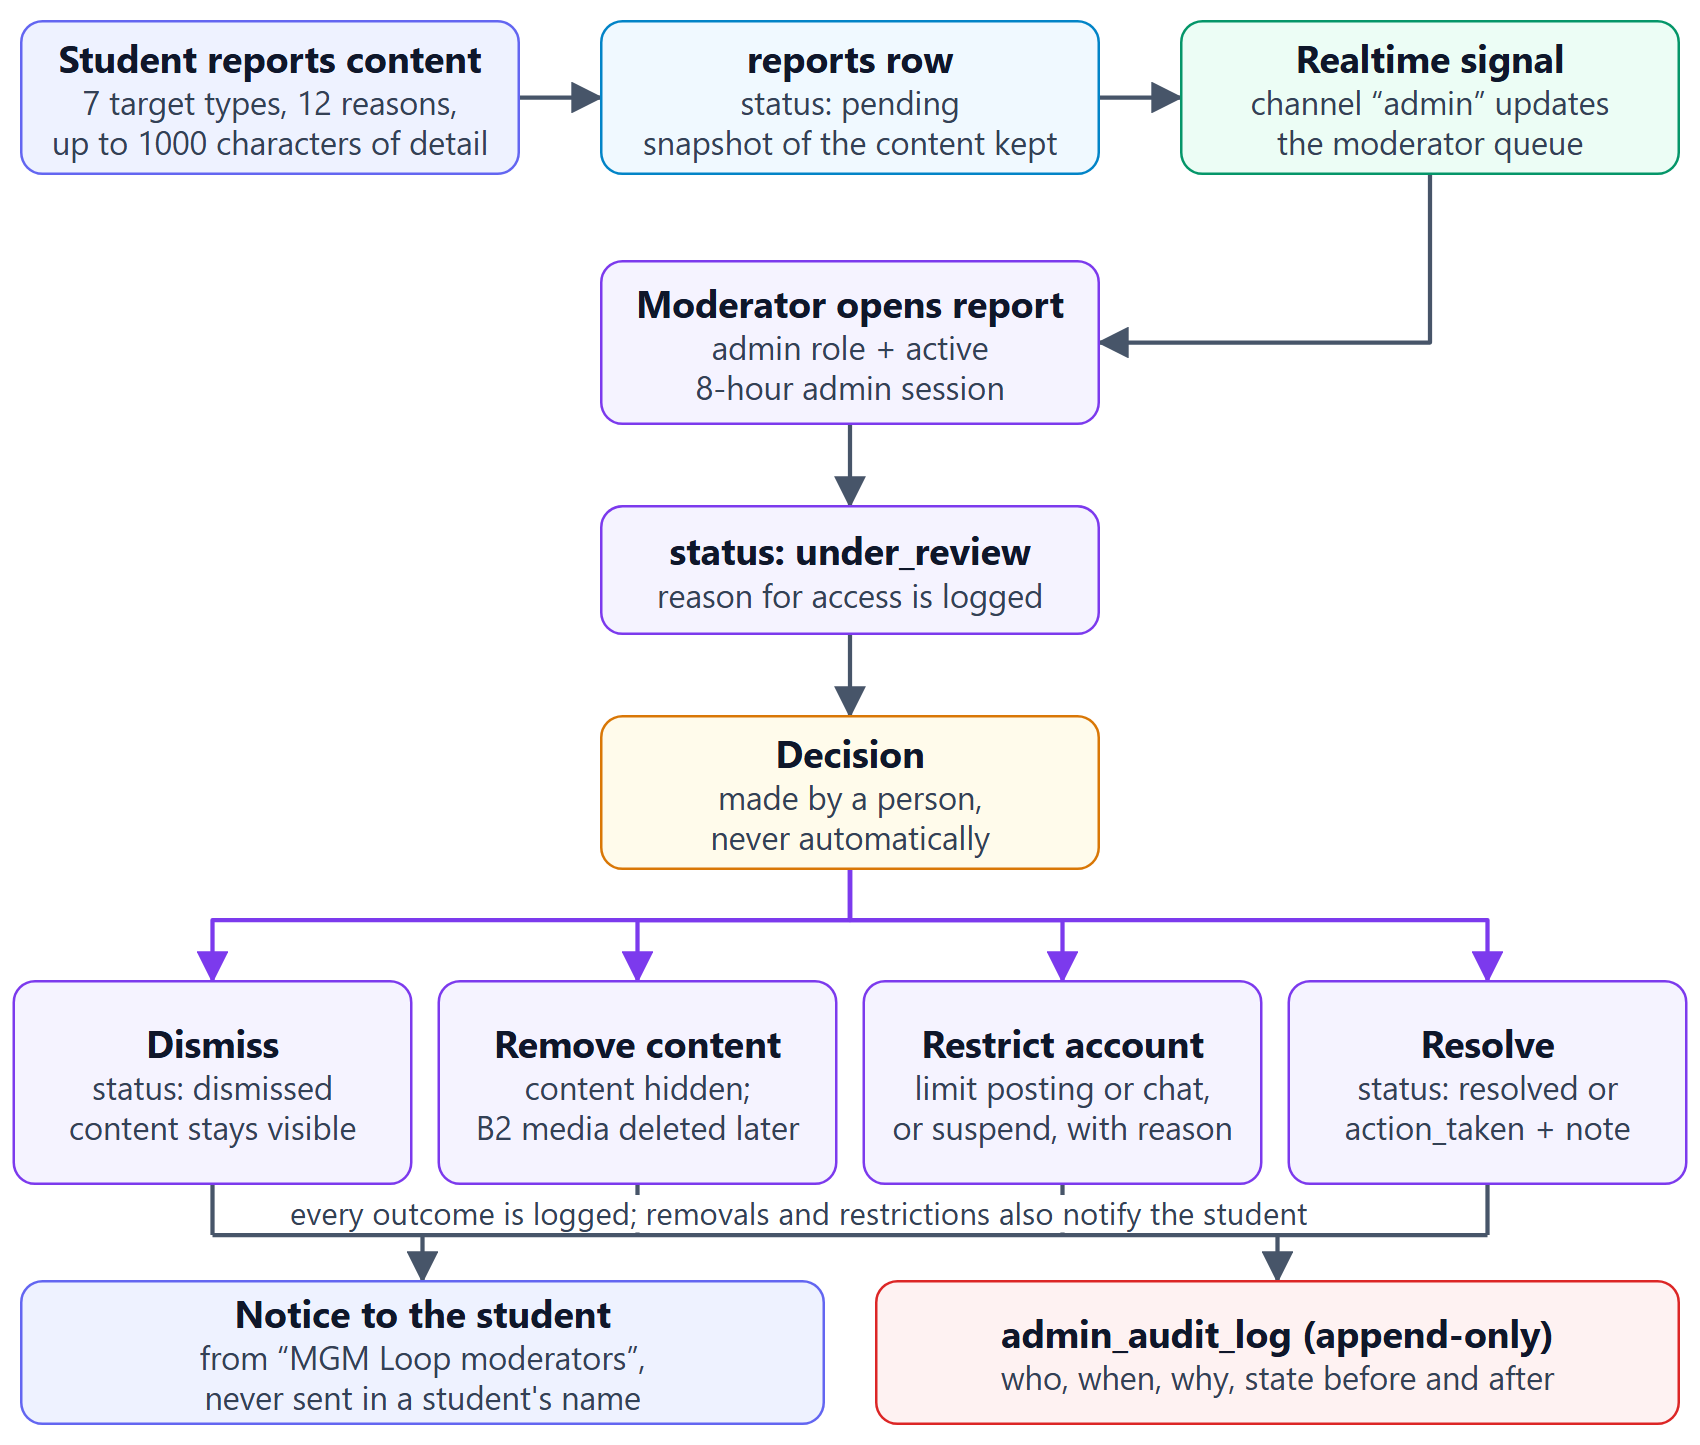 Student reports content
7 target types, 12 reasons,
up to 1000 characters of detail
reports row
status: pending
snapshot of the content kept
Realtime signal
channel “admin” updates
the moderator queue
Moderator opens report
admin role + active
8-hour admin session
status: under_review
reason for access is logged
Decision
made by a person,
never automatically
Dismiss
status: dismissed
content stays visible
Remove content
content hidden;
B2 media deleted later
Restrict account
limit posting or chat,
or suspend, with reason
Resolve
status: resolved or
action_taken + note
every outcome is logged; removals and restrictions also notify the student
Notice to the student
from “MGM Loop moderators”,
never sent in a student's name
admin_audit_log (append-only)
who, when, why, state before and after